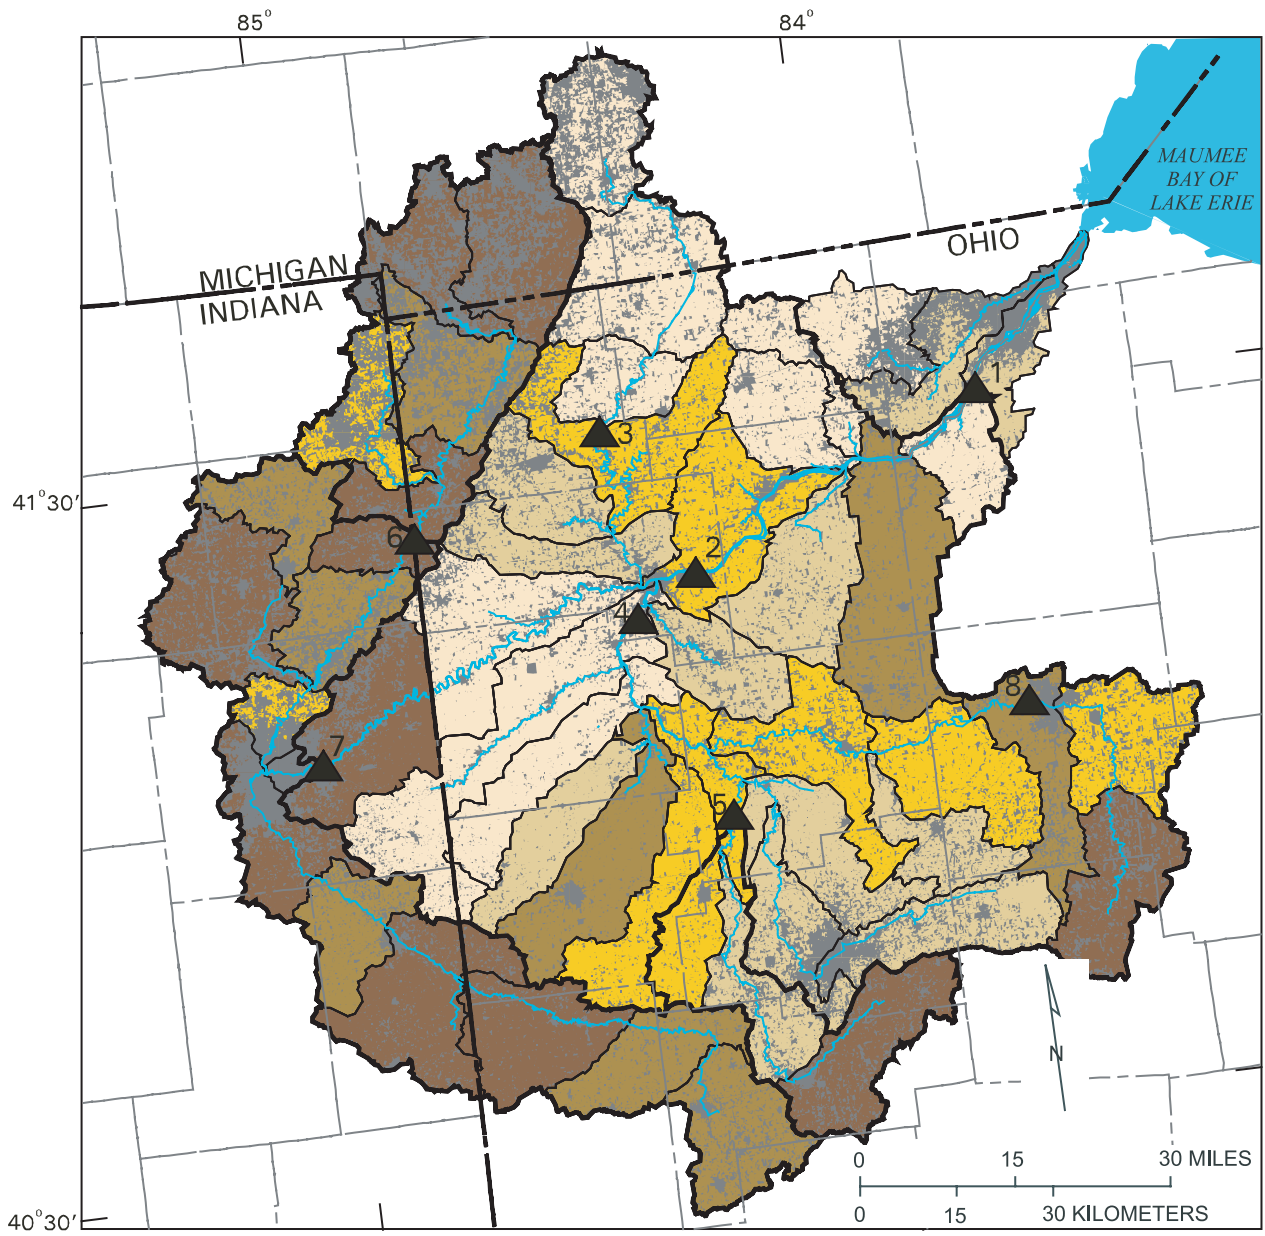 85°
84°
MAUMEE
BAY OF
LAKE ERIE
OHIO
MICHIGAN
INDIANA
1
3
41°30'
6
2
4
8
7
5
N
0 15 30 MILES
0 15 30 KILOMETERS
40°30'